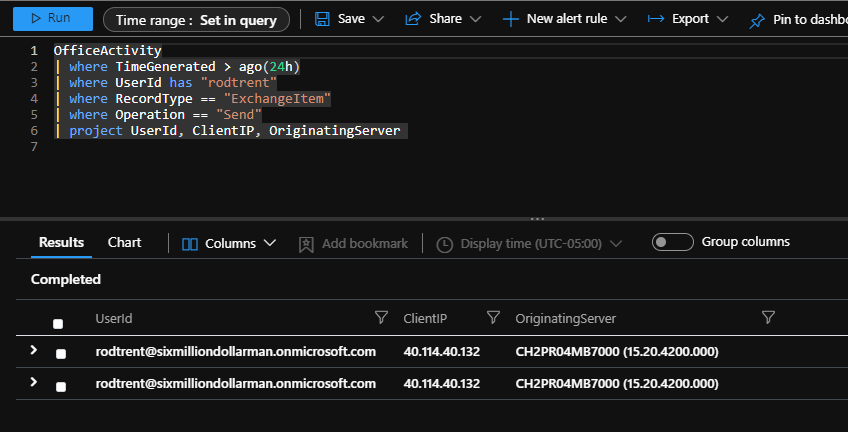 Run Time range : Set in query Save Share New alert rule Export Pin to dashbo
1 OfficeActivity
2 | where TimeGenerated > ago(24h)
3 | where UserId has "rodtrent"
4 | where RecordType == "ExchangeItem"
5 | where Operation == "Send"
6 | project UserId, ClientIP, OriginatingServer
7
Results Chart Columns Add bookmark Display time (UTC-05:00) Group columns
Completed
UserId ClientIP OriginatingServer
rodtrent@sixmilliondollarman.onmicrosoft.com 40.114.40.132 CH2PR04MB7000 (15.20.4200.000)
rodtrent@sixmilliondollarman.onmicrosoft.com 40.114.40.132 CH2PR04MB7000 (15.20.4200.000)